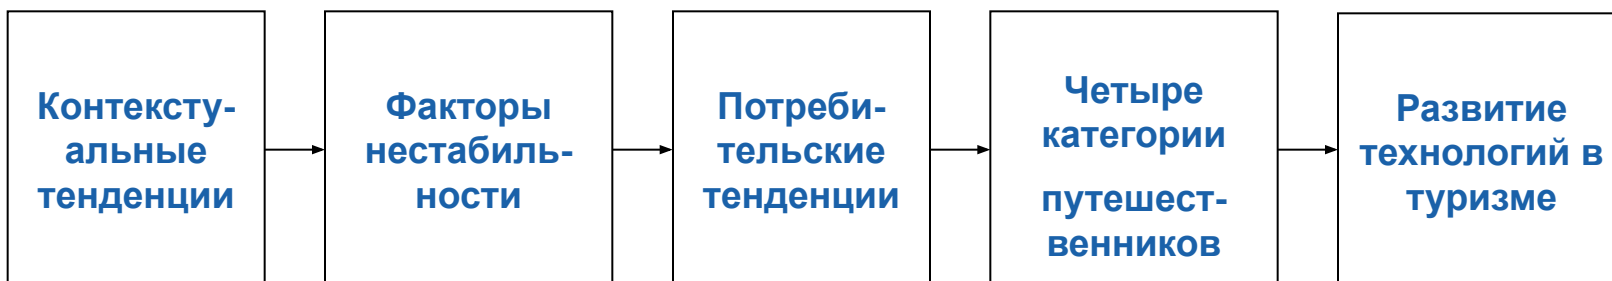 Контексту-
альные
тенденции
Факторы
нестабиль-
ности
Потреби-
тельские
тенденции
Четыре
категории
путешест-
венников
Развитие
технологий в
туризме